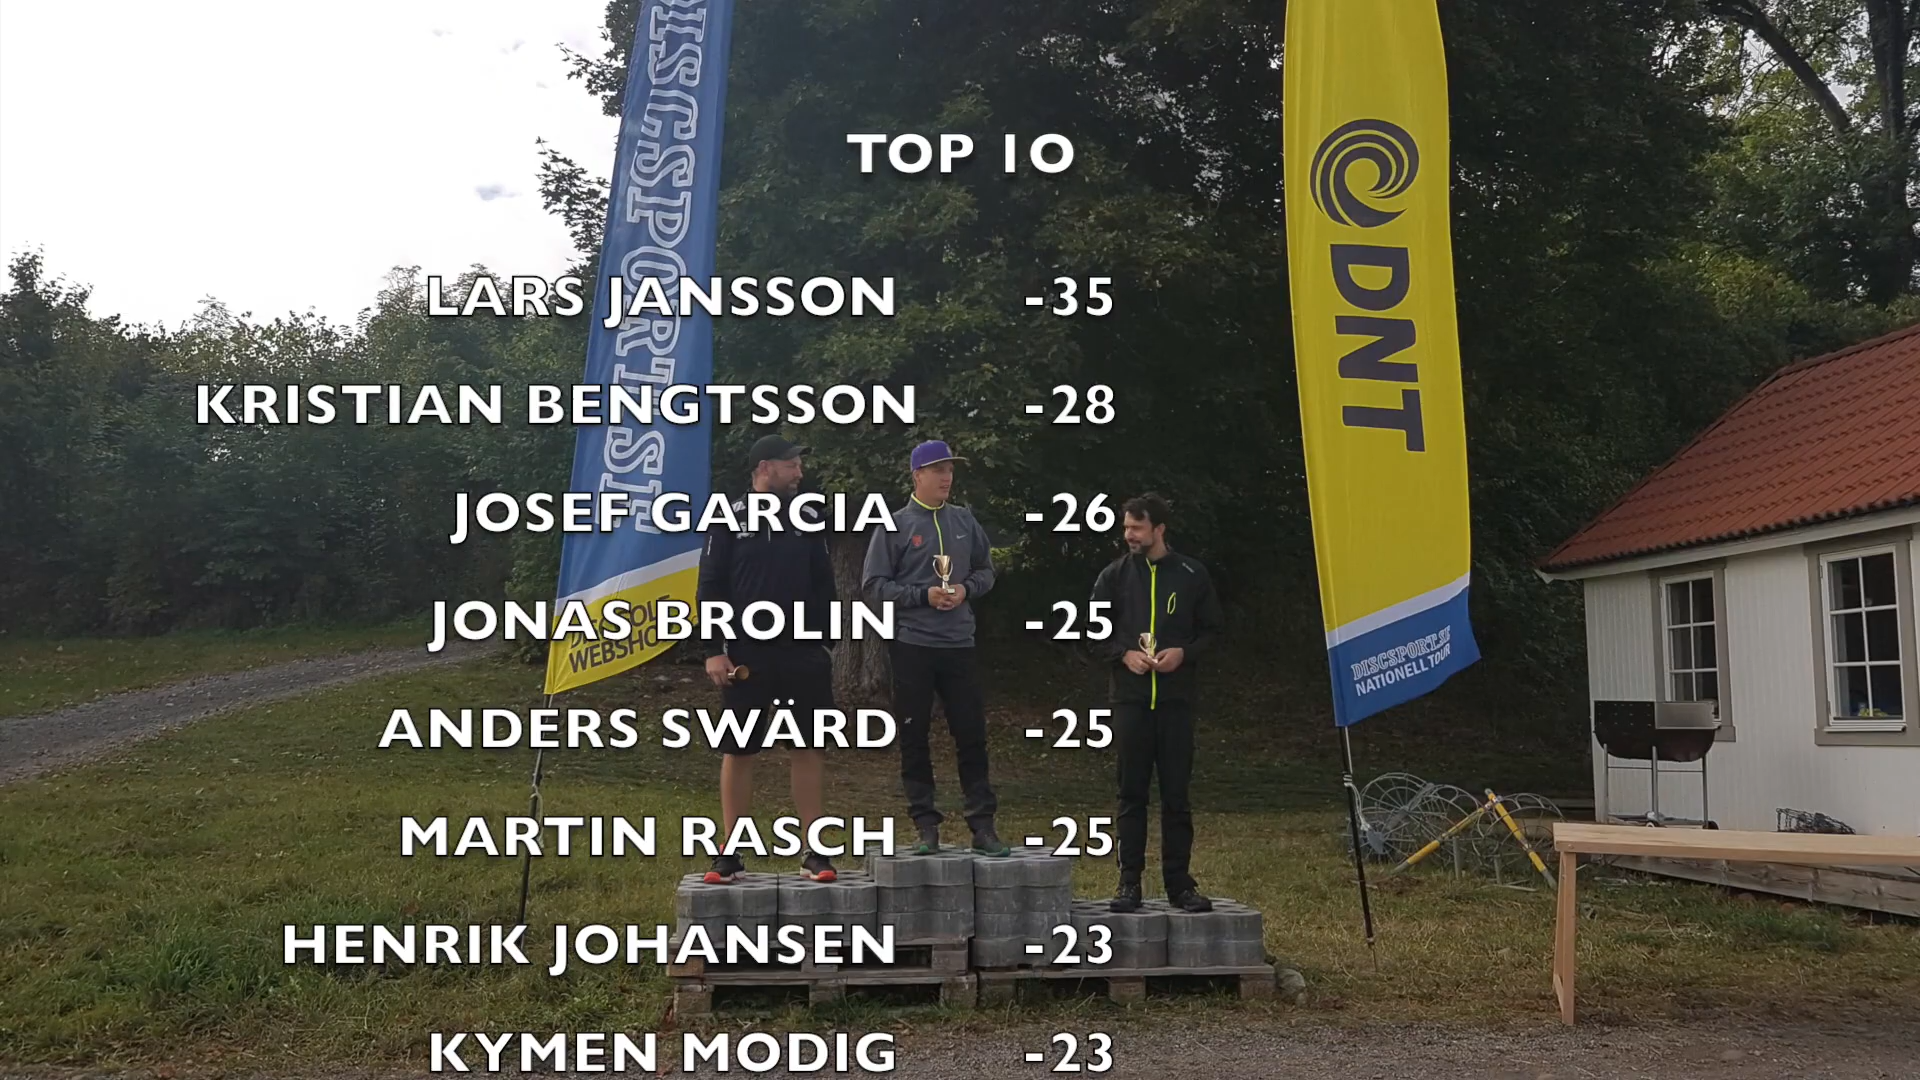 TOP 10
LARS JANSSON -35
KRISTIAN BENGTSSON -28
JOSEF GARCIA -26
JONAS BROLIN -25
ANDERS SWÄRD -25
MARTIN RASCH -25
HENRIK JOHANSEN -23
KYMEN MODIG -23
DISCSPORT.SE
WEBSHOP
DNT
DISCSPORT.SE
NATIONELL TOUR